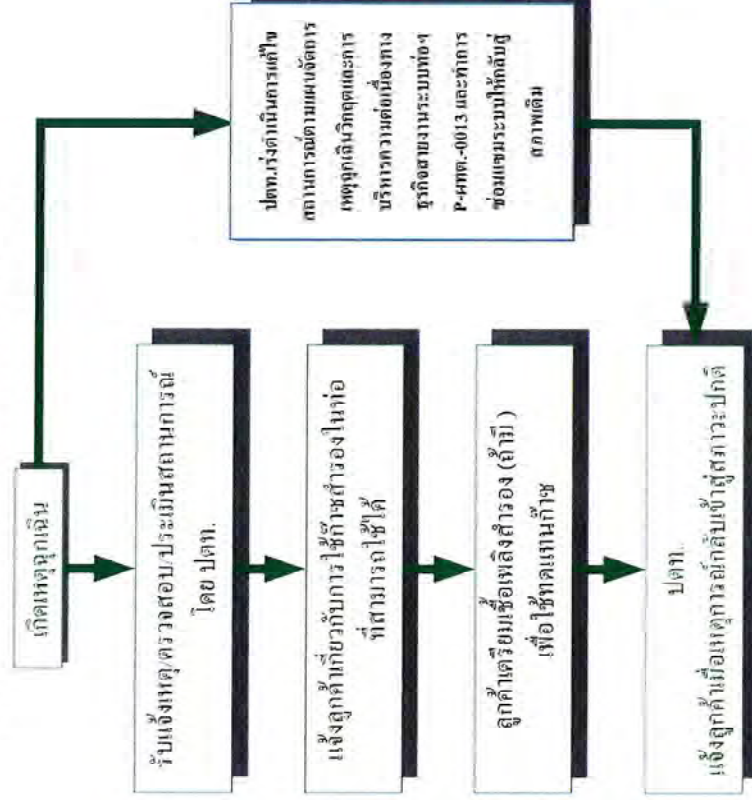 เกิดเหตุฉุกเฉิน
รับแจ้งเหตุ/ตรวจสอบ/ประเมินสถานการณ์
โดย ปตท.
แจ้งลูกค้าเกี่ยวกับการใช้ก๊าซสำรองในท่อ
ที่สามารถใช้ได้
ลูกค้าเตรียมเชื้อเพลิงสำรอง (ถ้ามี )
เพื่อใช้ทดแทนก๊าซ
ปตท.
แจ้งลูกค้าเมื่อเหตุการณ์กลับเข้าสู่สภาวะปกติ
ปตท.เร่งดำเนินการแก้ไข
สถานการณ์ตามแผนจัดการ
เหตุฉุกเฉินวิกฤตและการ
บริหารความต่อเนื่องทาง
ธุรกิจสายงานระบบท่อฯ
P-ผทต.-0013 และทำการ
ซ่อมแซมระบบให้กลับสู่
สภาพเดิม